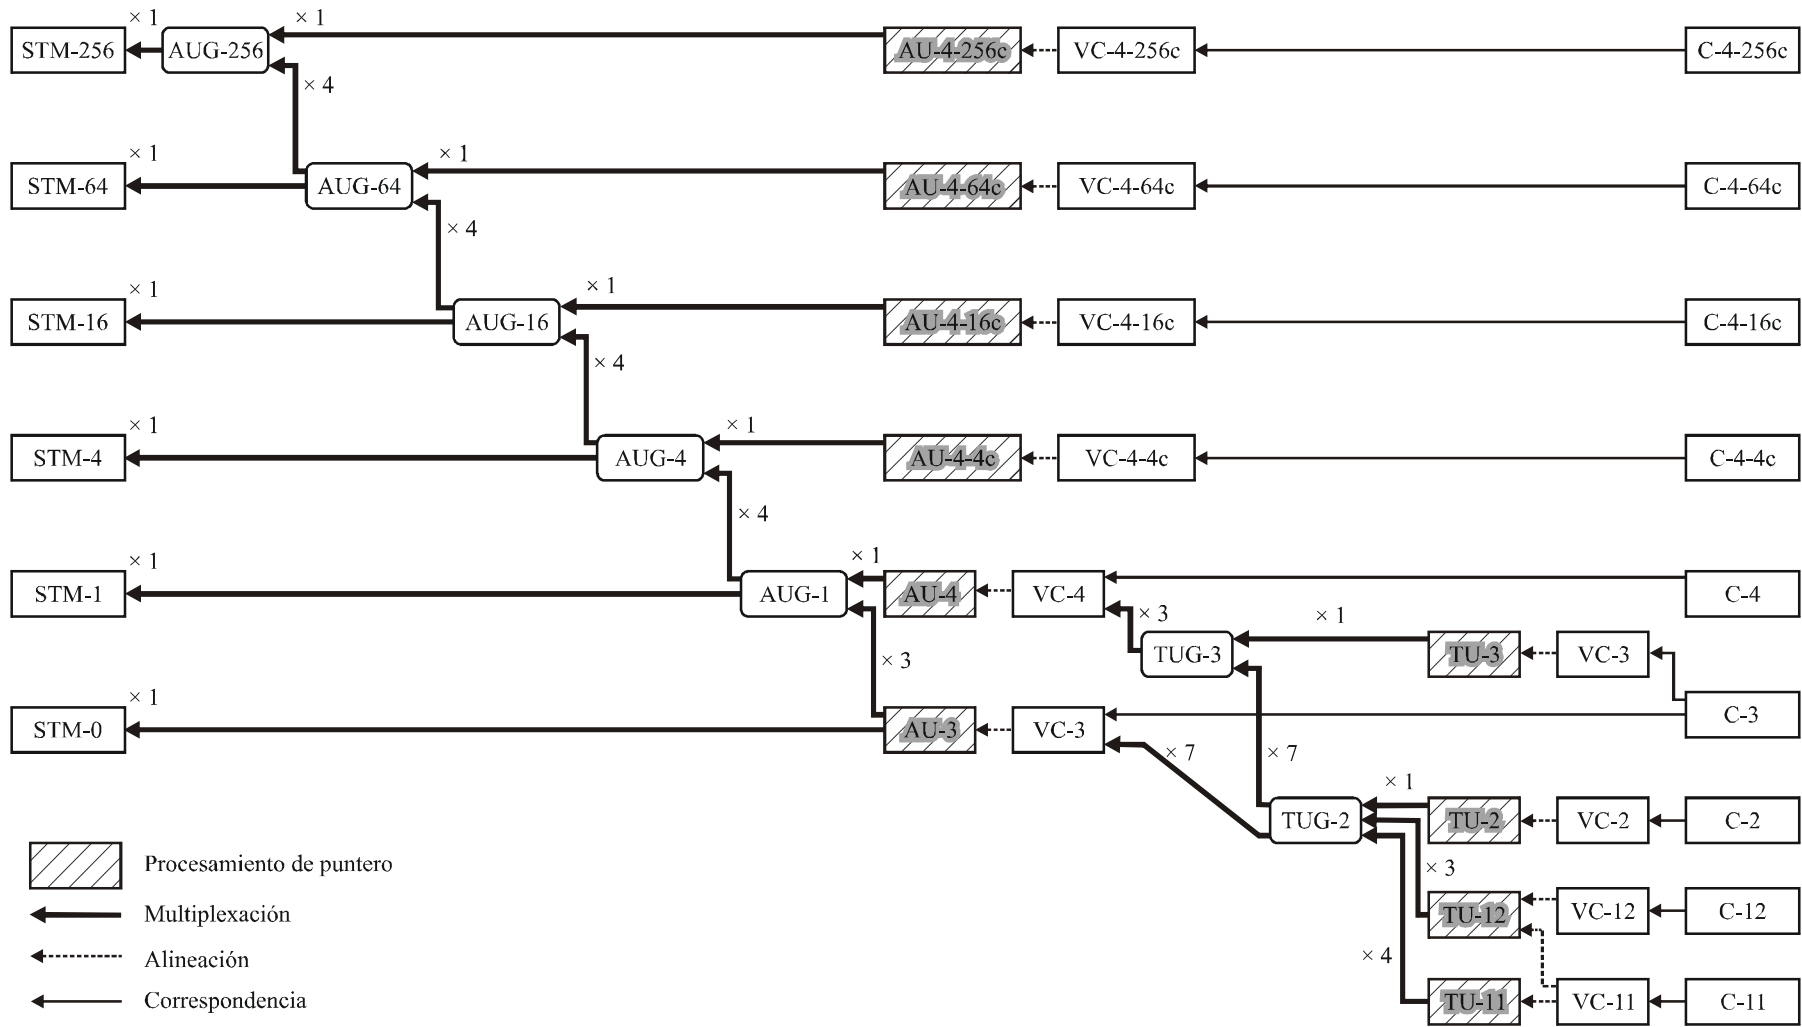 × 1 × 1
STM-256 AUG-256 AU-4-256c VC-4-256c C-4-256c
× 4
× 1 × 1
STM-64 AUG-64 AU-4-64c VC-4-64c C-4-64c
× 4
× 1 × 1
STM-16 AUG-16 AU-4-16c VC-4-16c C-4-16c
× 4
× 1 × 1
STM-4 AUG-4 AU-4-4c VC-4-4c C-4-4c
× 4
× 1 × 1
STM-1 AUG-1 AU-4 VC-4 C-4
× 3 × 1
TUG-3 TU-3 VC-3
× 3
× 1
STM-0 AU-3 VC-3 C-3
× 7 × 7
× 1
TUG-2 TU-2 VC-2 C-2
Procesamiento de puntero
× 3
Multiplexación
TU-12 VC-12 C-12
Alineación
× 4
Correspondencia
TU-11 VC-11 C-11